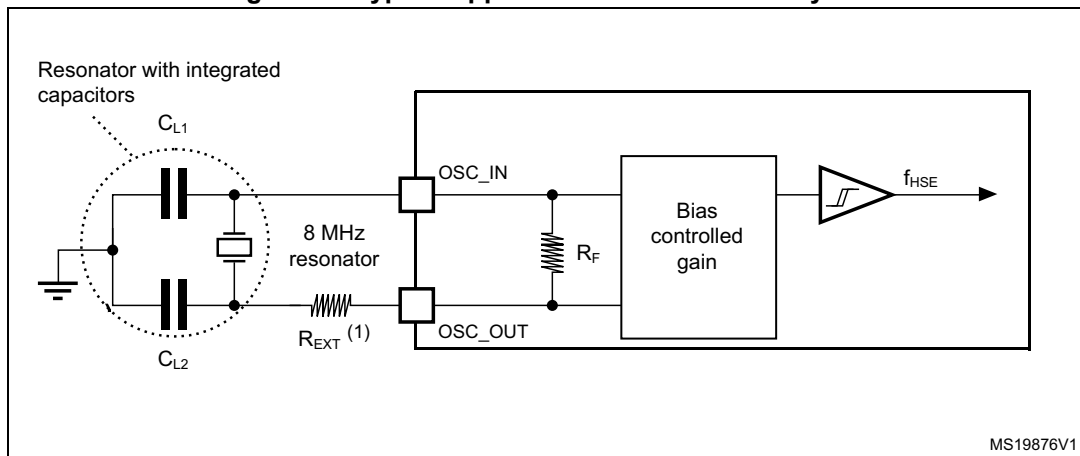 Resonator with integrated
capacitors
C_L1
OSC_IN
f_HSE
8 MHz
resonator
R_F
Bias
controlled
gain
R_EXT (1)
OSC_OUT
C_L2
MS19876V1